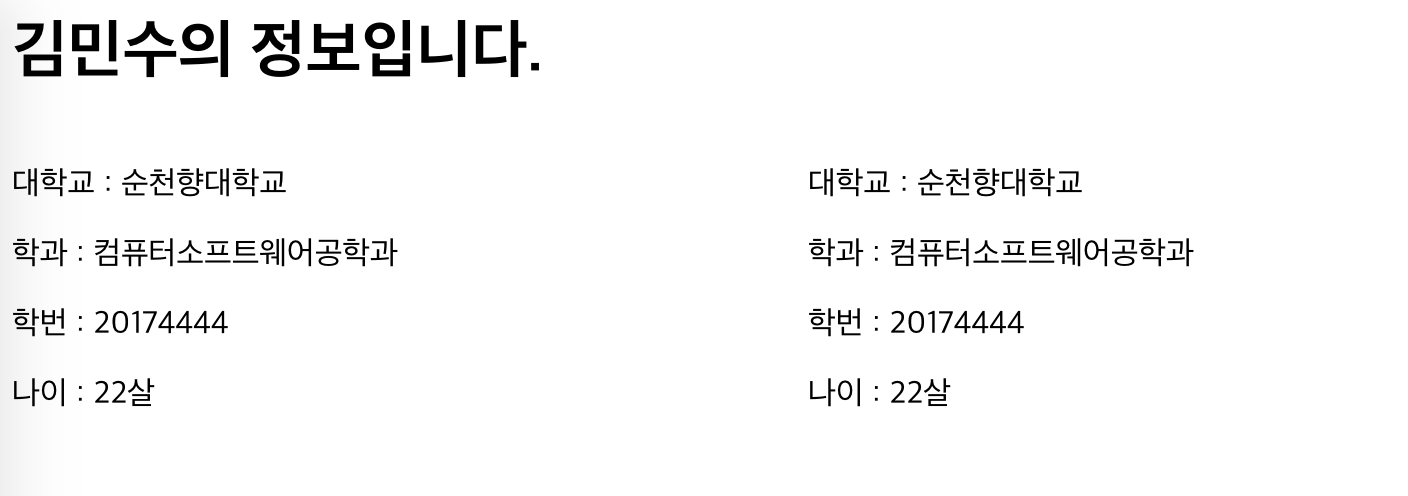 김민수의 정보입니다.
대학교 : 순천향대학교
학과 : 컴퓨터소프트웨어공학과
학번 : 20174444
나이 : 22살
대학교 : 순천향대학교
학과 : 컴퓨터소프트웨어공학과
학번 : 20174444
나이 : 22살